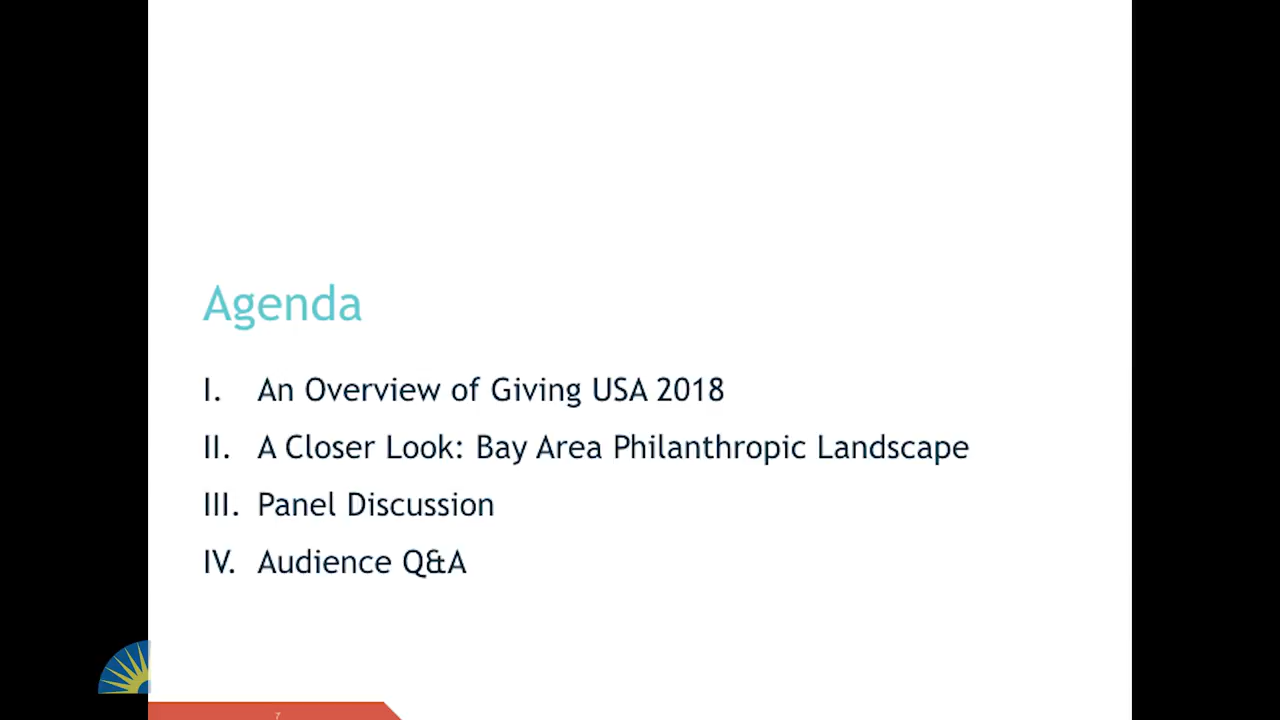 Agenda
I. An Overview of Giving USA 2018
II. A Closer Look: Bay Area Philanthropic Landscape
III. Panel Discussion
IV. Audience Q&A
7